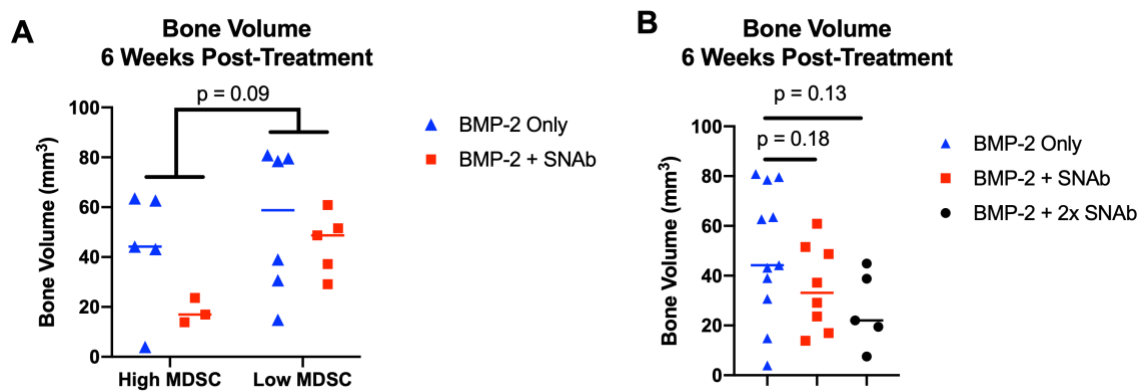 A
Bone Volume
6 Weeks Post-Treatment
p = 0.09
100
80
60
40
20
0
Bone Volume (mm³)
High MDSC
Low MDSC
BMP-2 Only
BMP-2 + SNAb
B
Bone Volume
6 Weeks Post-Treatment
p = 0.13
p = 0.18
100
80
60
40
20
0
Bone Volume (mm³)
BMP-2 Only
BMP-2 + SNAb
BMP-2 + 2x SNAb